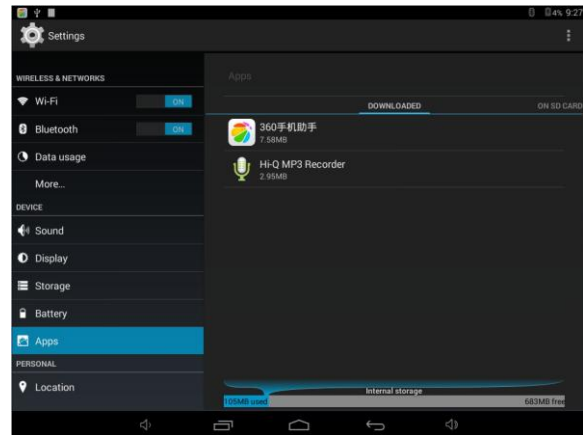 4% 9:27
Settings
WIRELESS & NETWORKS
Wi-Fi ON
Bluetooth ON
Data usage
More...
DEVICE
Sound
Display
Storage
Battery
Apps
PERSONAL
Location
Apps
DOWNLOADED ON SD CARD
360手机助手
7.58MB
Hi-Q MP3 Recorder
2.95MB
Internal storage
105MB used 683MB free